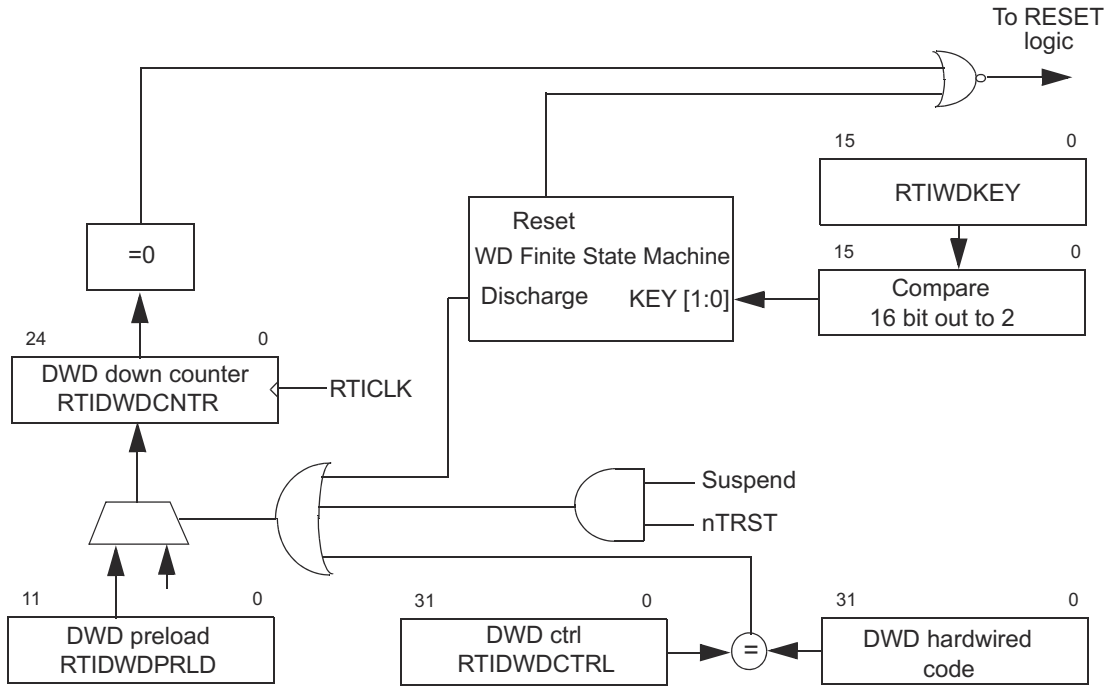 To RESET
logic
15 0
RTIWDKEY
Reset
WD Finite State Machine
Discharge KEY [1:0]
=0
15 0
Compare
16 bit out to 2
24 0
DWD down counter
RTIDWDCNTR
RTICLK
Suspend
nTRST
11 0
DWD preload
RTIDWDPRLD
31 0
DWD ctrl
RTIDWDCTRL
=
31 0
DWD hardwired
code